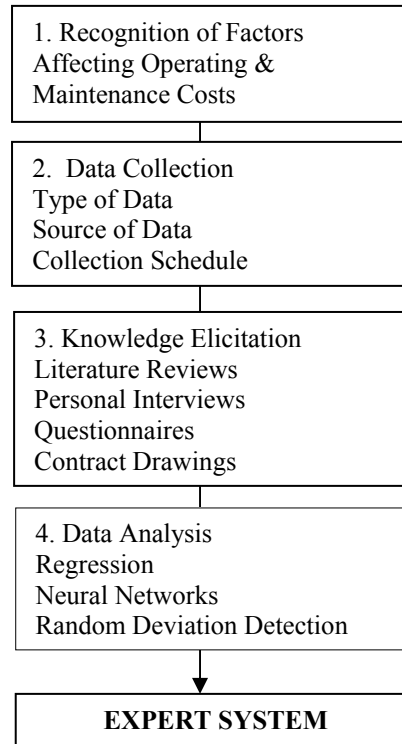 1. Recognition of Factors
Affecting Operating &
Maintenance Costs
2. Data Collection
Type of Data
Source of Data
Collection Schedule
3. Knowledge Elicitation
Literature Reviews
Personal Interviews
Questionnaires
Contract Drawings
4. Data Analysis
Regression
Neural Networks
Random Deviation Detection
EXPERT SYSTEM